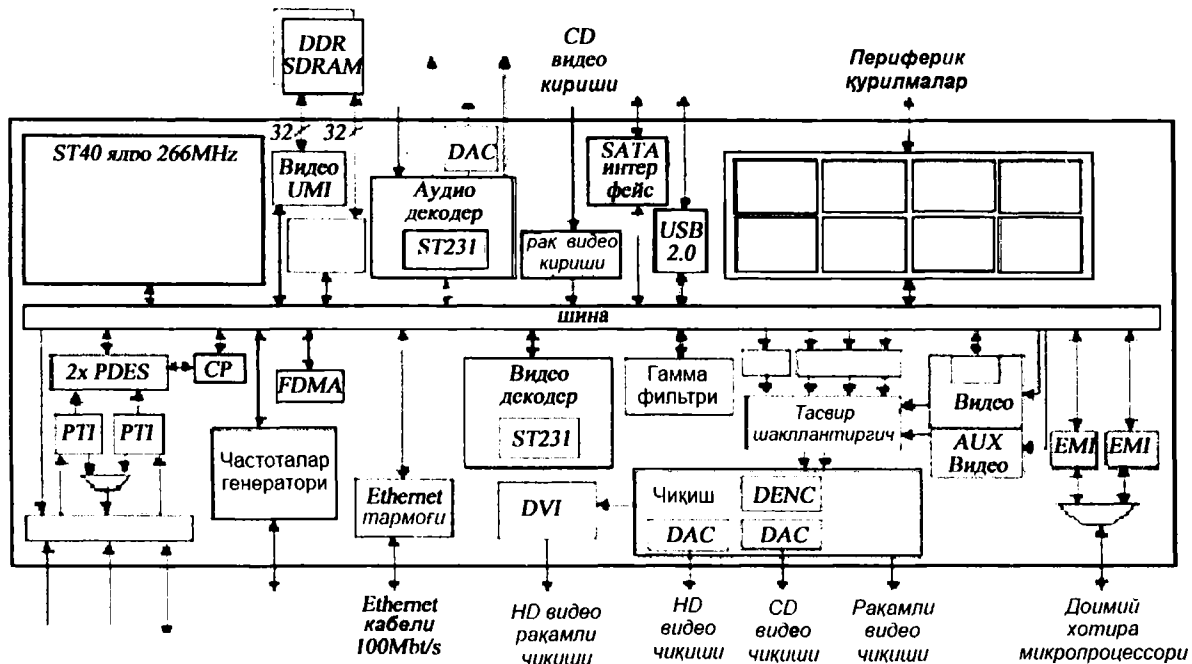 DDR
SDRAM
CD
видео
кириши
Периферик
қурилмалар
32
32
ST40 ядро 266MHz
Видео
UMI
DAC
Аудио
декодер
ST231
рак видео
кириши
SATA
интер
фейс
USB
2.0
шина
2x PDES
CP
FDMA
PTI
PTI
Частоталар
генератори
Ethernet
тармоғи
Видео
декодер
ST231
Гамма
фильтри
Тасвир
шакллантиргич
Видео
AUX
Видео
EMI
EMI
DVI
Чиқиш
DENC
DAC
DAC
Ethernet
кабели
100Mbt/s
HD видео
рақамли
чиқиши
HD
видео
чиқиши
CD
видео
чиқиши
Рақамли
видео
чиқиши
Доимий
хотира
микропроцессори